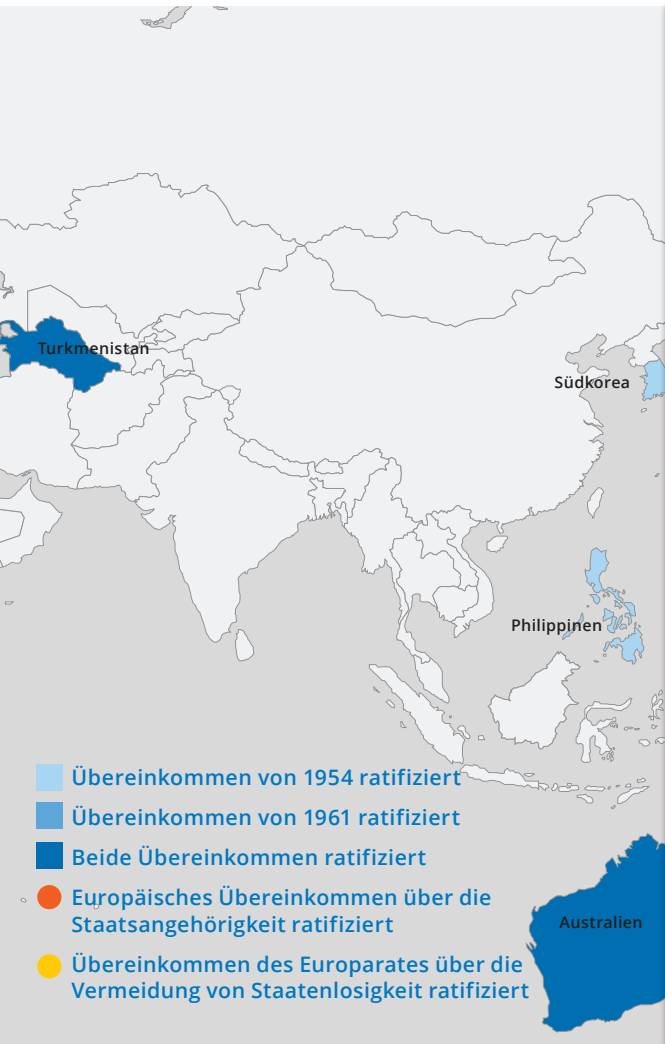 Turkmenistan
Südkorea
Philippinen
Übereinkommen von 1954 ratifiziert
Übereinkommen von 1961 ratifiziert
Beide Übereinkommen ratifiziert
Europäisches Übereinkommen über die
Staatsangehörigkeit ratifiziert
Australien
Übereinkommen des Europarates über die
Vermeidung von Staatenlosigkeit ratifiziert